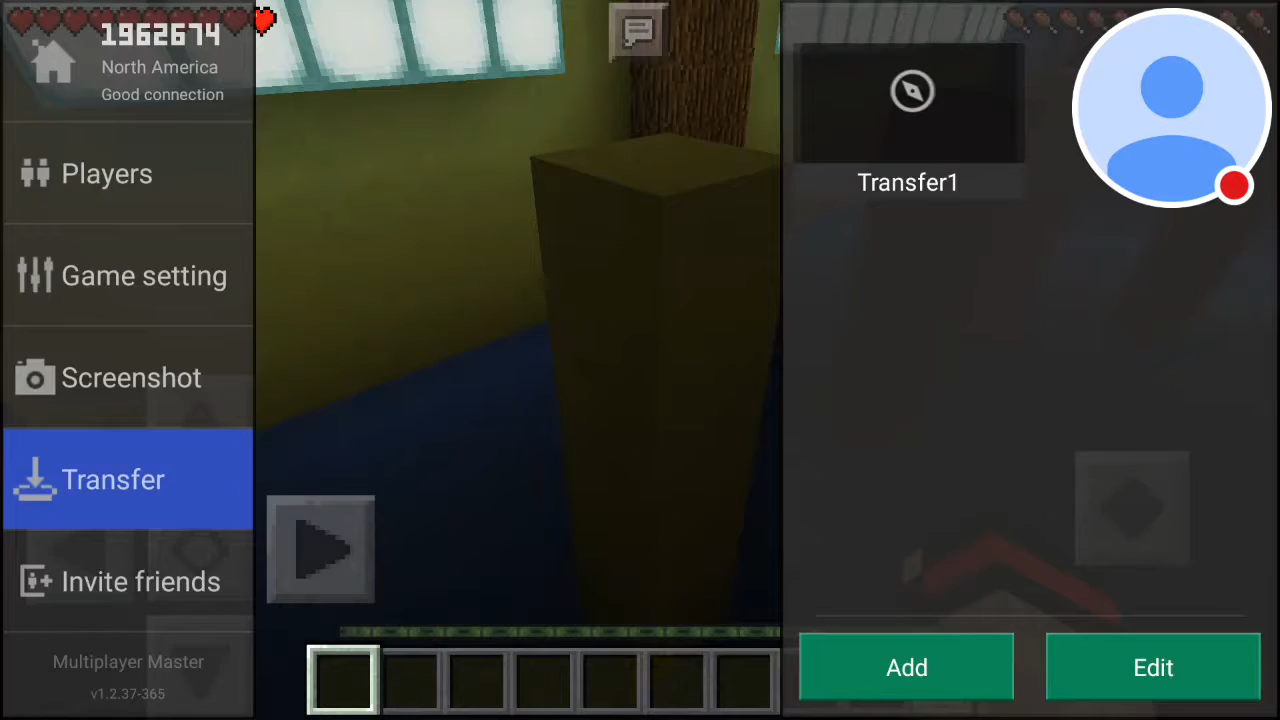 1962674
North America
Good connection
Players
Game setting
Screenshot
Transfer
Invite friends
Multiplayer Master
v1.2.37-365
Transfer1
Add
Edit